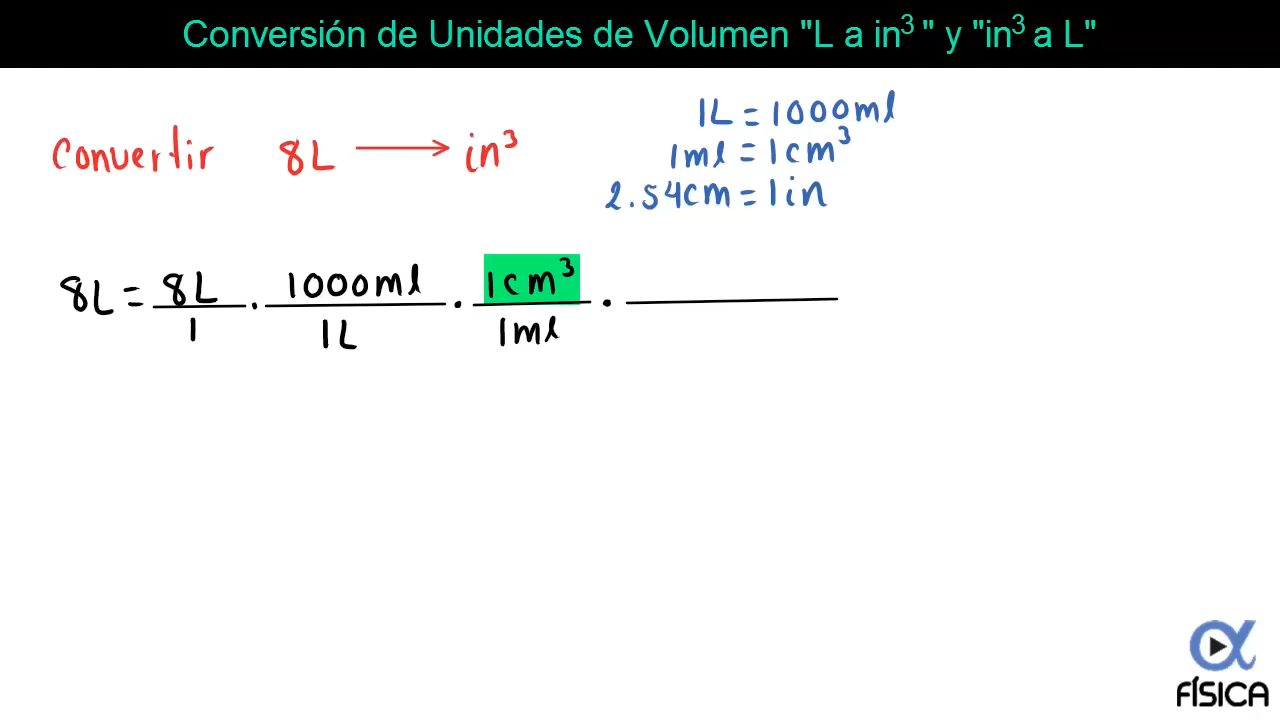 Conversión de Unidades de Volumen "L a in³ " y "in³ a L"
1L = 1000ml
Convertir 8L → in³
1ml = 1cm³
2.54cm = 1in
8L = 8L/1 · 1000ml/1L · 1cm³/1ml ·
FÍSICA